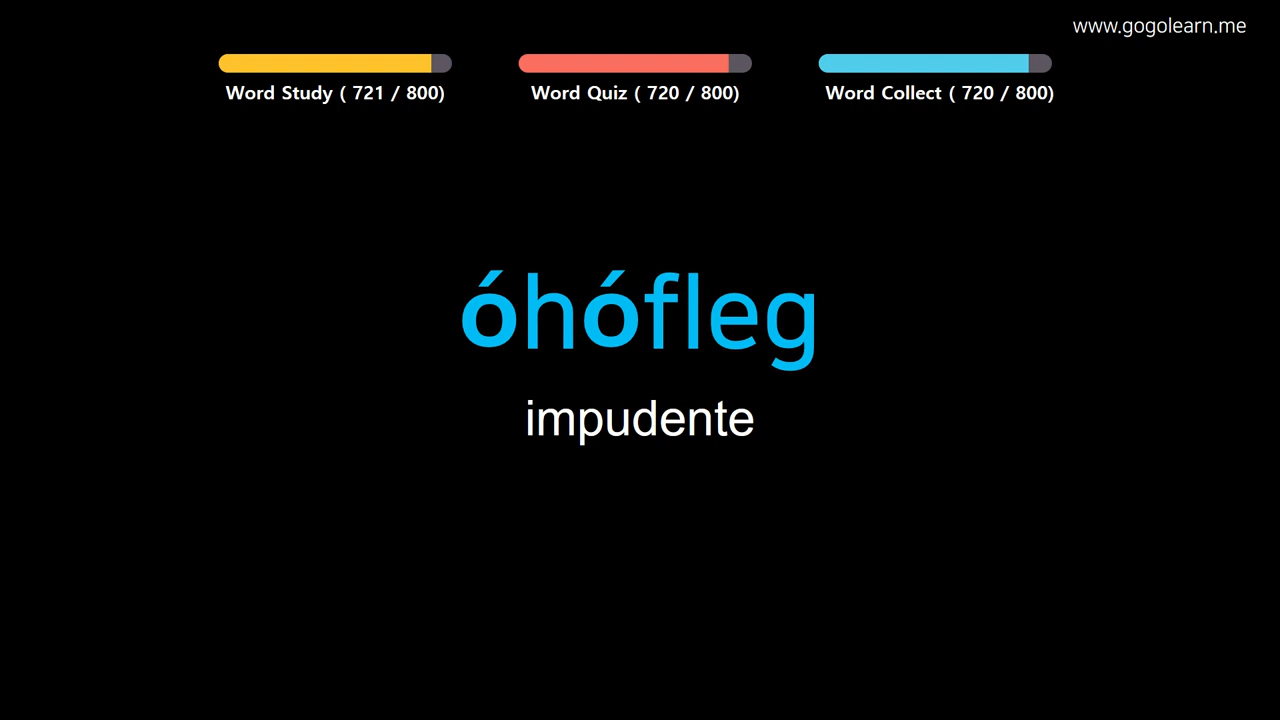 www.gogolearn.me
Word Study ( 721 / 800)
Word Quiz ( 720 / 800)
Word Collect ( 720 / 800)
óhófleg
impudente